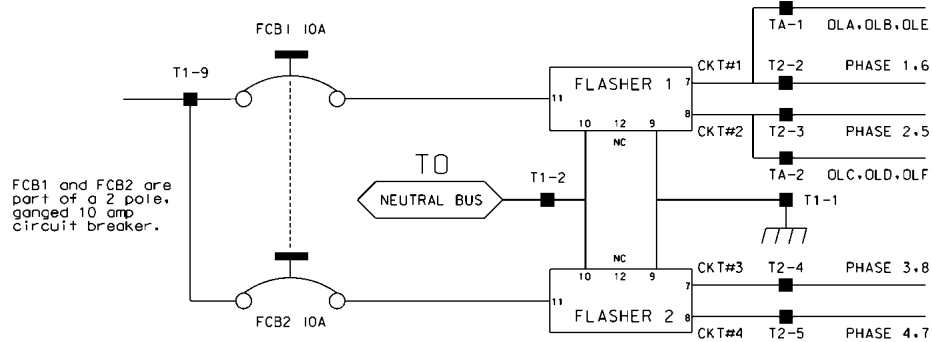 FCB1 10A
TA-1 OLA,OLB,OLE
T1-9
CKT#1 T2-2 PHASE 1,6
FLASHER 1
7
11
8
10 12 9
CKT#2 T2-3 PHASE 2,5
NC
TO
NEUTRAL BUS
T1-2
TA-2 OLC,OLD,OLF
FCB1 and FCB2 are
part of a 2 pole,
ganged 10 amp
circuit breaker.
T1-1
NC
10 12 9
CKT#3 T2-4 PHASE 3,8
7
11
FLASHER 2
8
FCB2 10A
CKT#4 T2-5 PHASE 4,7